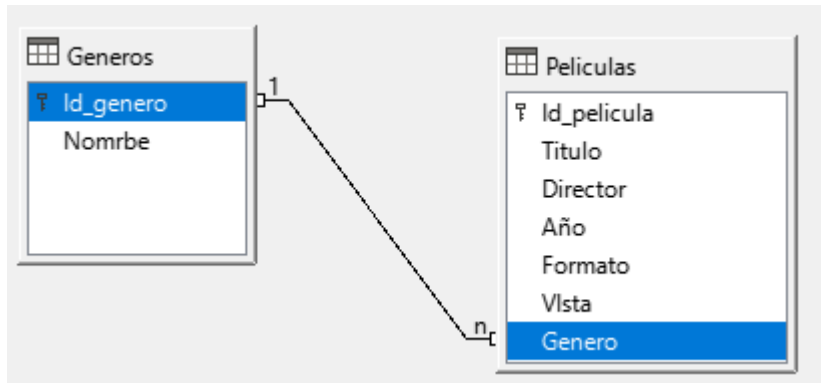 Generos
Id_genero
Nomrbe
1
n
Peliculas
Id_pelicula
Titulo
Director
Año
Formato
VIsta
Genero